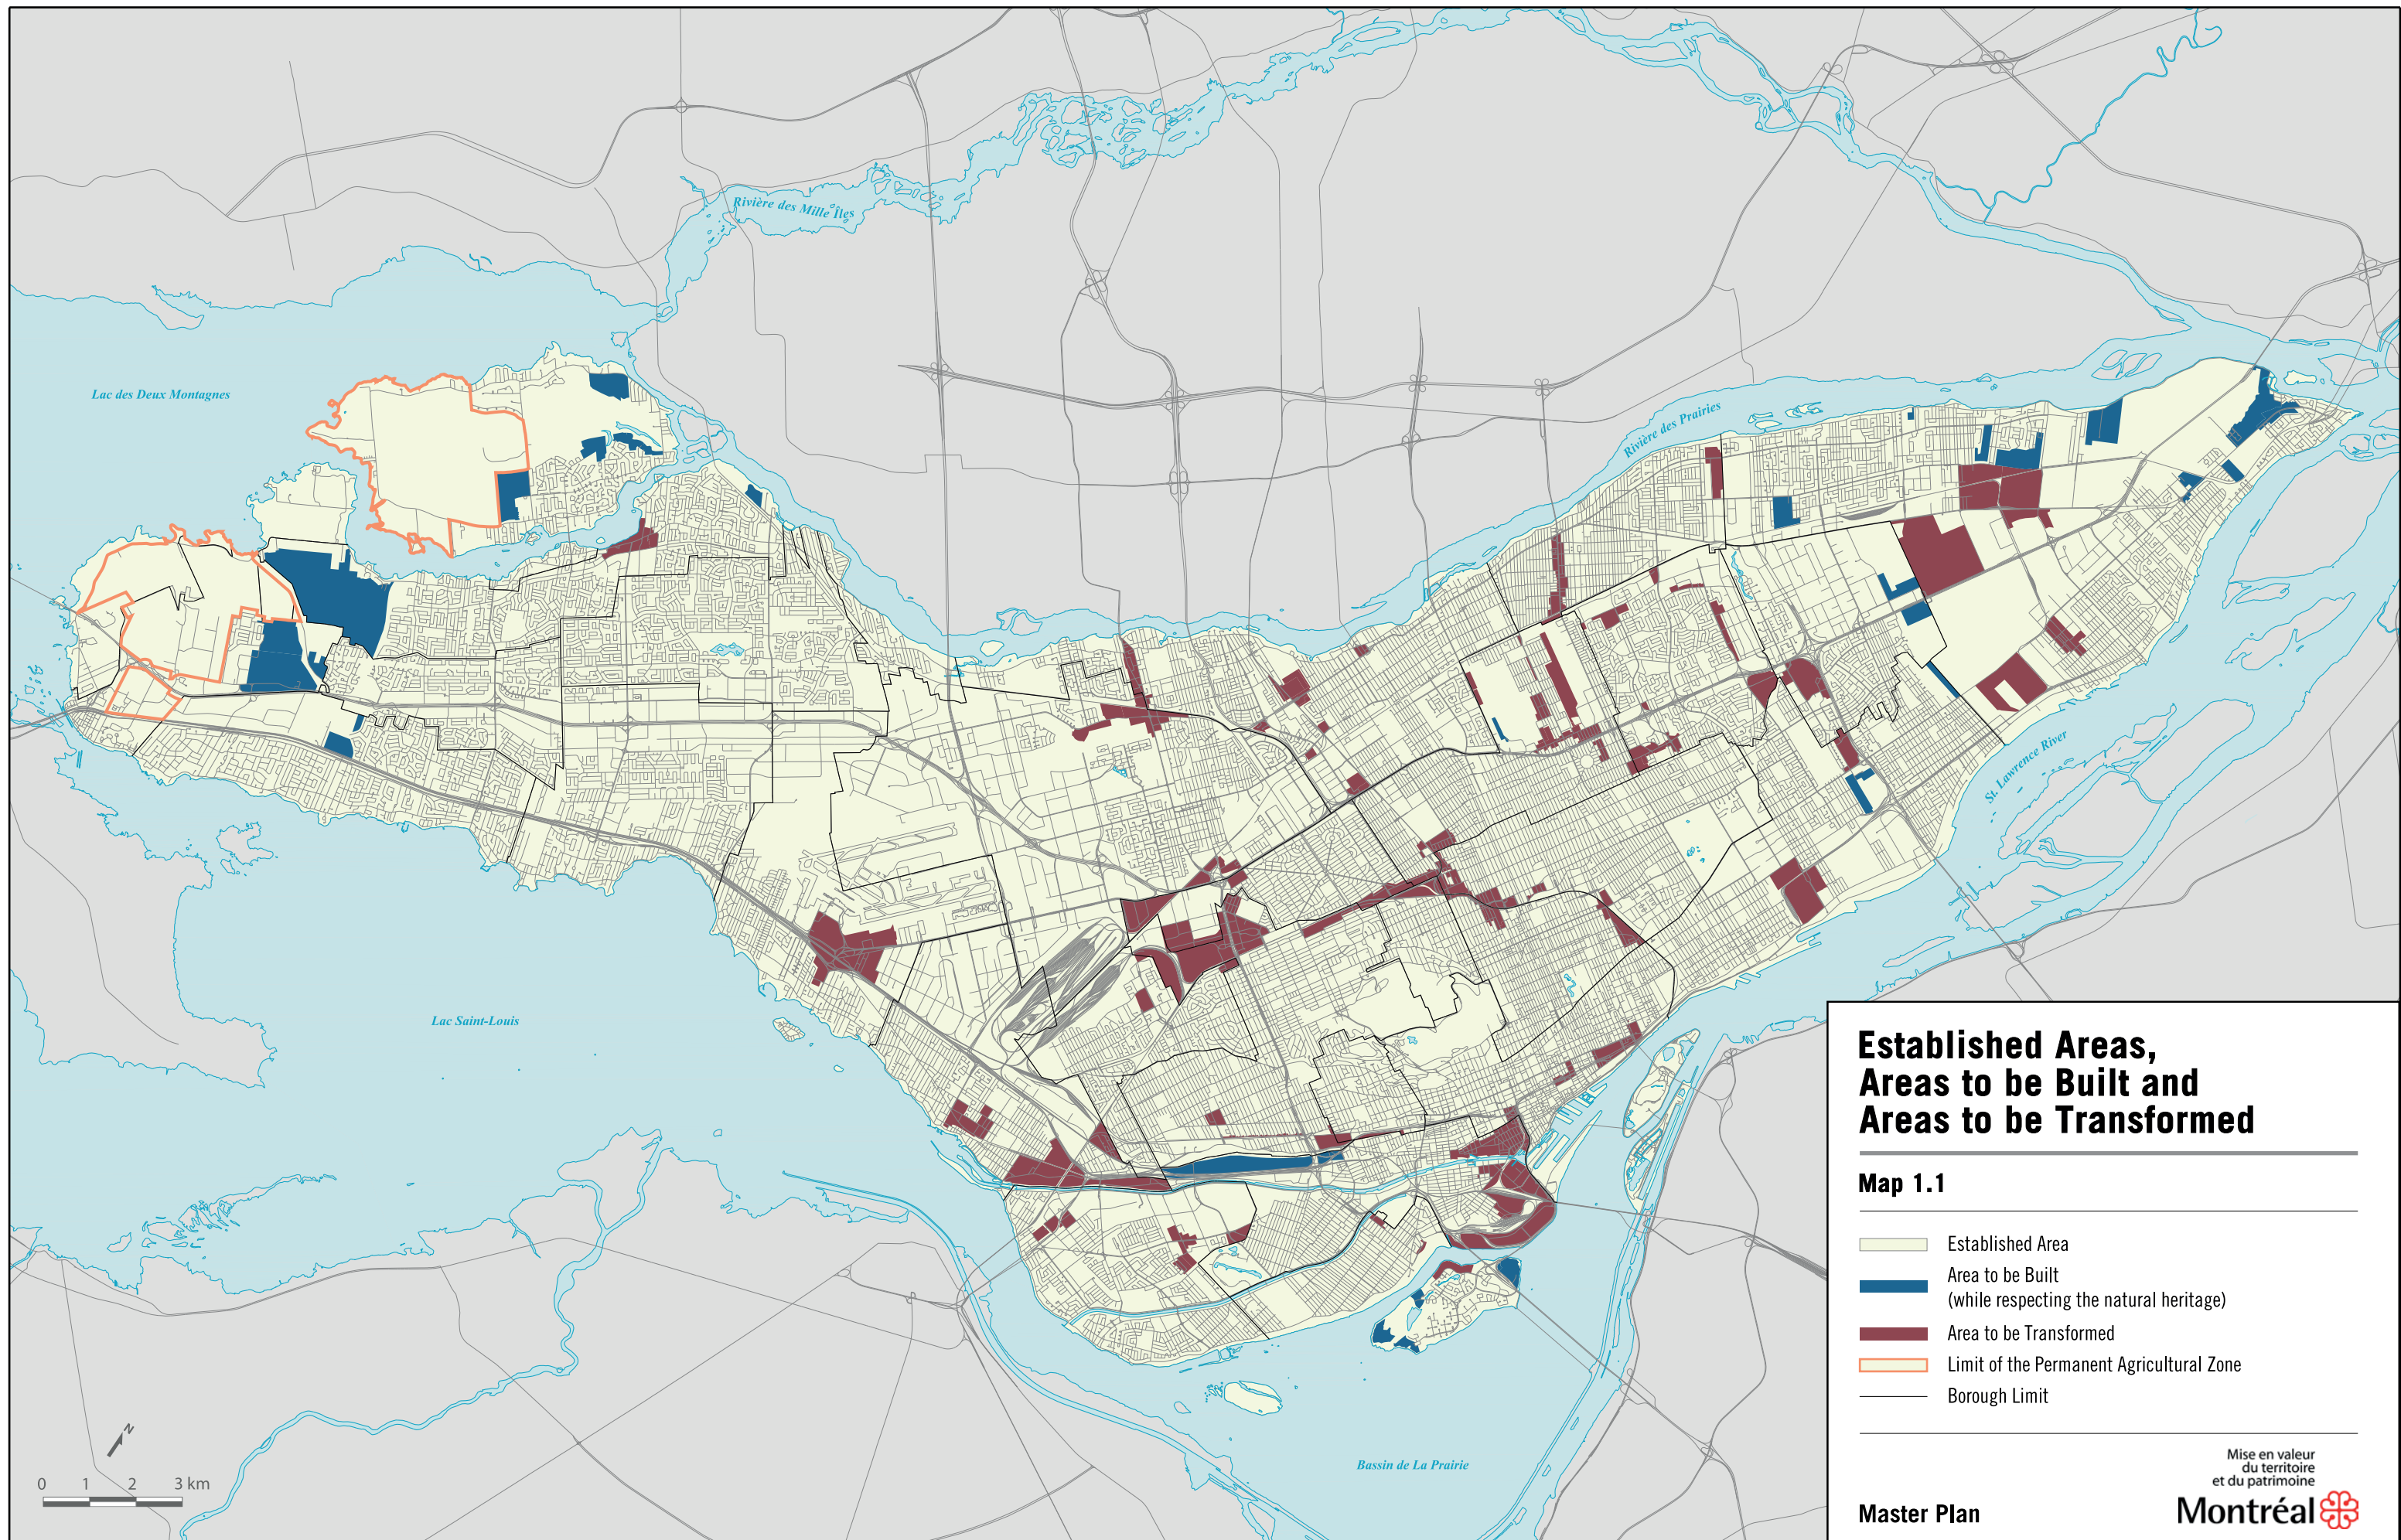 Rivière des Mille Îles
Lac des Deux Montagnes
Rivière des Prairies
St. Lawrence River
Lac Saint-Louis
Bassin de La Prairie
N
0 1 2 3 km
Established Areas,
Areas to be Built and
Areas to be Transformed
Map 1.1
Established Area
Area to be Built
(while respecting the natural heritage)
Area to be Transformed
Limit of the Permanent Agricultural Zone
Borough Limit
Mise en valeur
du territoire
et du patrimoine
Master Plan
Montréal